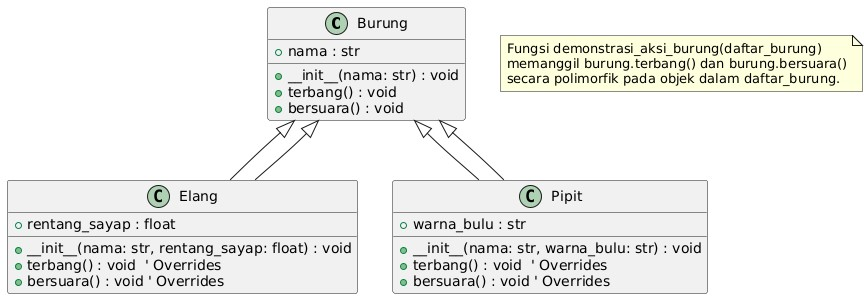 C Burung
nama : str
__init__(nama: str) : void
terbang() : void
bersuara() : void
Fungsi demonstrasi_aksi_burung(daftar_burung)
memanggil burung.terbang() dan burung.bersuara()
secara polimorfik pada objek dalam daftar_burung.
C Elang
rentang_sayap : float
__init__(nama: str, rentang_sayap: float) : void
terbang() : void  ' Overrides
bersuara() : void ' Overrides
C Pipit
warna_bulu : str
__init__(nama: str, warna_bulu: str) : void
terbang() : void  ' Overrides
bersuara() : void ' Overrides